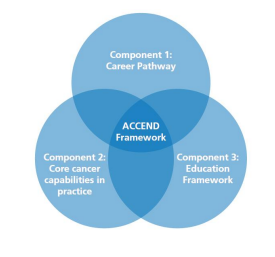 Component 1:
Career Pathway
ACCEND
Framework
Component 2:
Core cancer
capabilities in
practice
Component 3:
Education
Framework